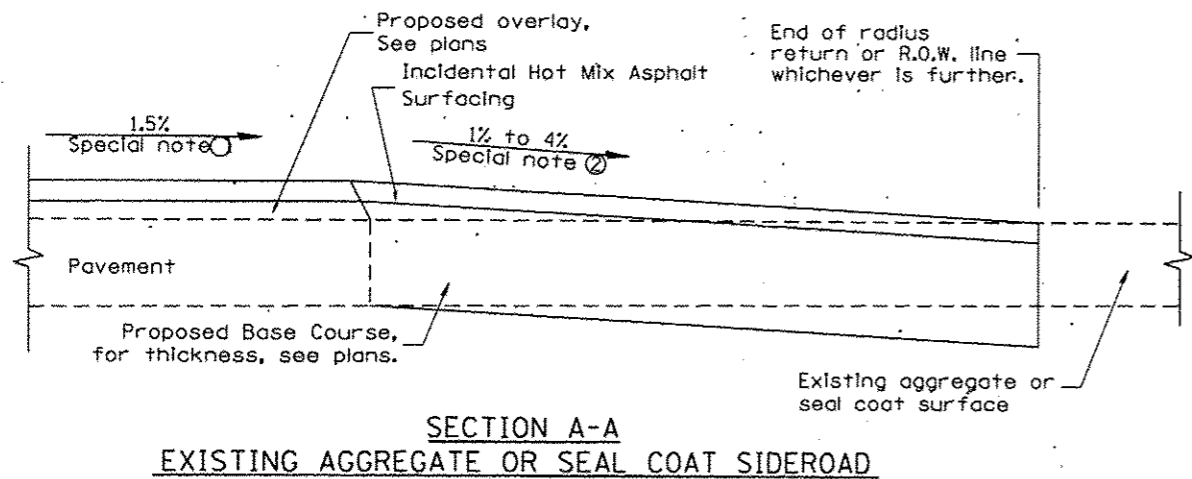 Proposed overlay,
See plans
End of radius
return or R.O.W. line
whichever is further.
Incidental Hot Mix Asphalt
Surfacing
1.5%
Special note
1% to 4%
Special note ②
Pavement
Proposed Base Course,
for thickness, see plans.
Existing aggregate or
seal coat surface
SECTION A-A
EXISTING AGGREGATE OR SEAL COAT SIDEROAD